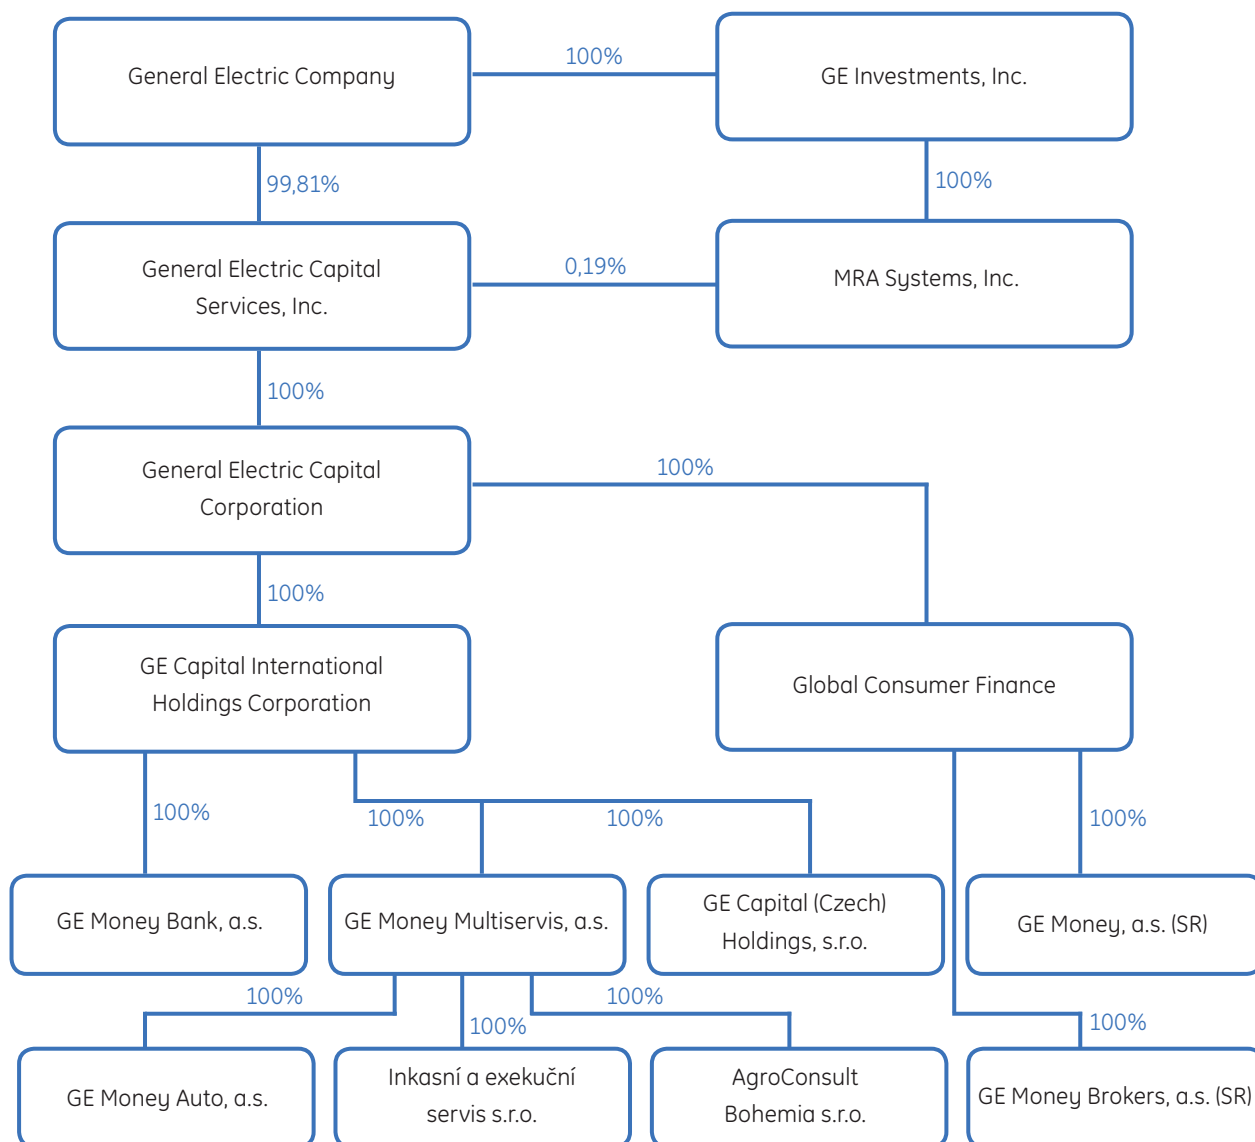 General Electric Company
100%
GE Investments, Inc.
99,81%
100%
General Electric Capital
Services, Inc.
0,19%
MRA Systems, Inc.
100%
General Electric Capital
Corporation
100%
100%
GE Capital International
Holdings Corporation
Global Consumer Finance
100%
100%
100%
100%
GE Money Bank, a.s.
GE Money Multiservis, a.s.
GE Capital (Czech)
Holdings, s.r.o.
GE Money, a.s. (SR)
100%
100%
100%
100%
GE Money Auto, a.s.
Inkasní a exekuční
servis s.r.o.
AgroConsult
Bohemia s.r.o.
GE Money Brokers, a.s. (SR)